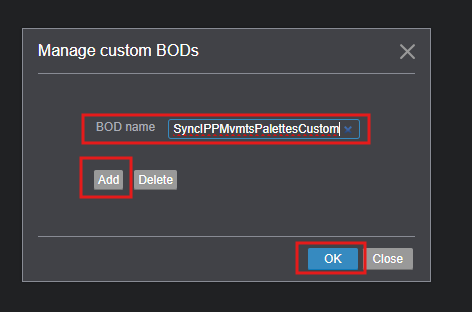 Manage custom BODs
BOD name SyncIPPMvmtsPalettesCustom
Add Delete
OK Close